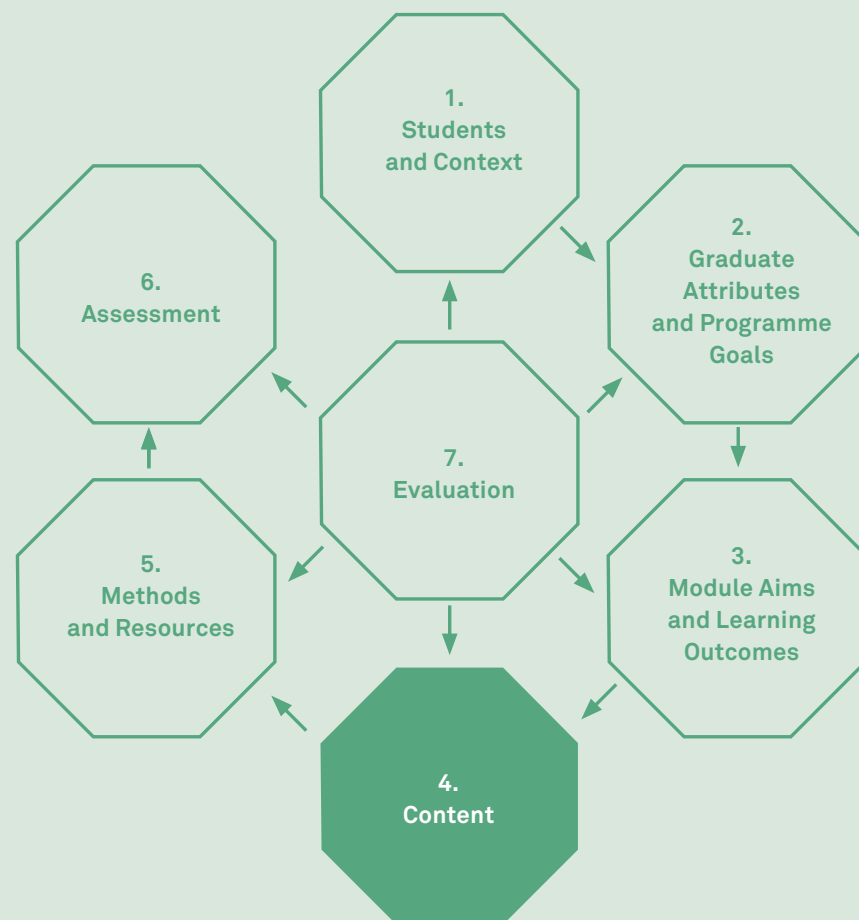 1.
Students
and Context
2.
Graduate
Attributes
and Programme
Goals
3.
Module Aims
and Learning
Outcomes
4.
Content
5.
Methods
and Resources
6.
Assessment
7.
Evaluation